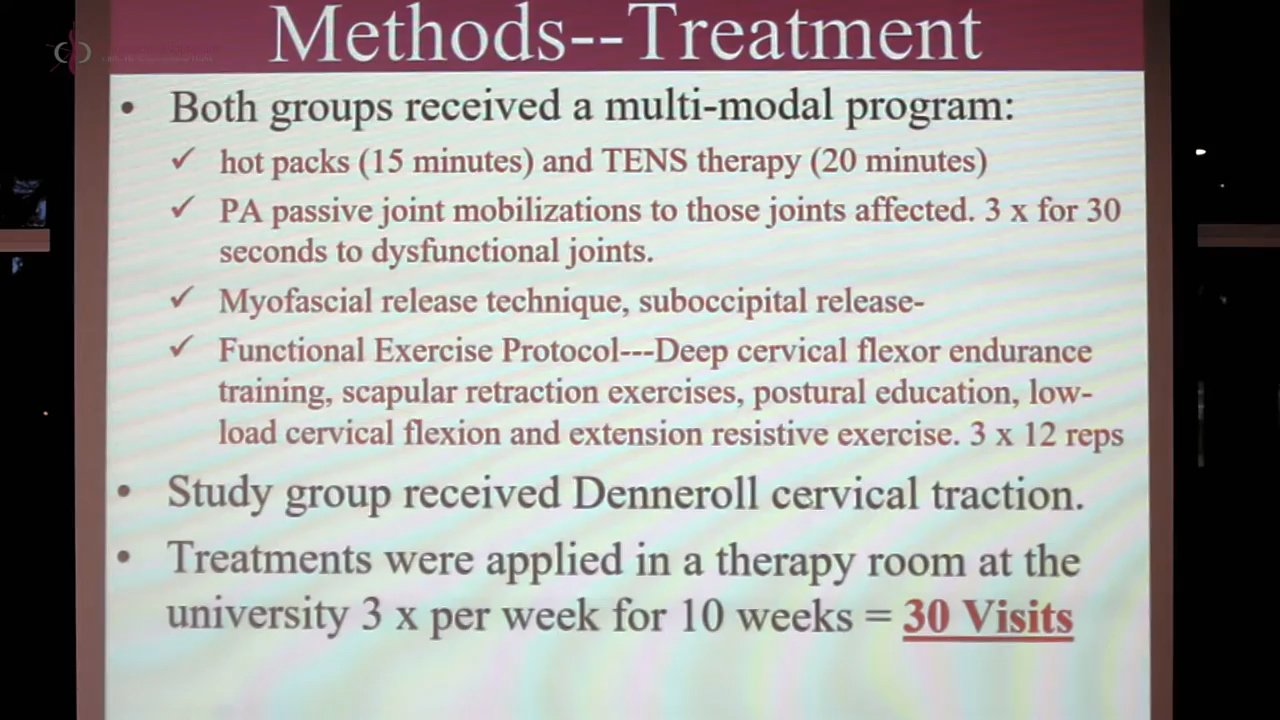 Methods--Treatment
• Both groups received a multi-modal program:
✓ hot packs (15 minutes) and TENS therapy (20 minutes)
✓ PA passive joint mobilizations to those joints affected. 3 x for 30
seconds to dysfunctional joints.
✓ Myofascial release technique, suboccipital release-
✓ Functional Exercise Protocol---Deep cervical flexor endurance
training, scapular retraction exercises, postural education, low-
load cervical flexion and extension resistive exercise. 3 x 12 reps
• Study group received Denneroll cervical traction.
• Treatments were applied in a therapy room at the
university 3 x per week for 10 weeks = 30 Visits